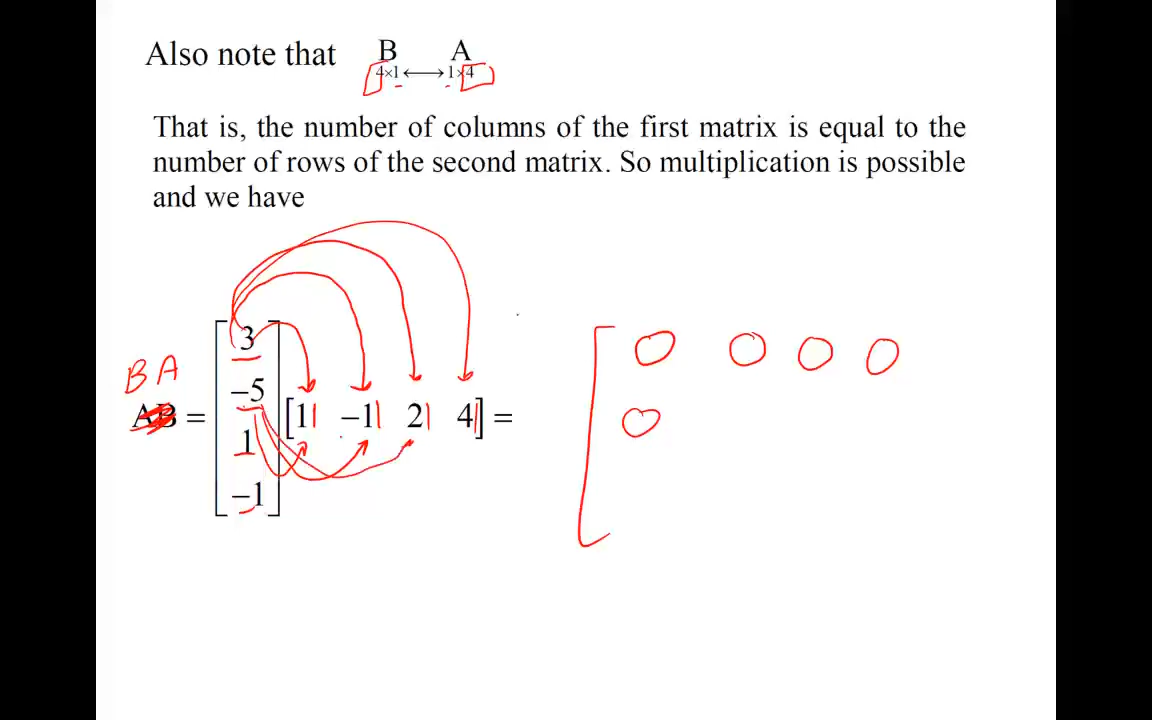 Also note that B A
4×1 ⟷ 1×4
That is, the number of columns of the first matrix is equal to the
number of rows of the second matrix. So multiplication is possible
and we have
BA
AB = [3 −5 1 −1] [1 −1 2 4] =